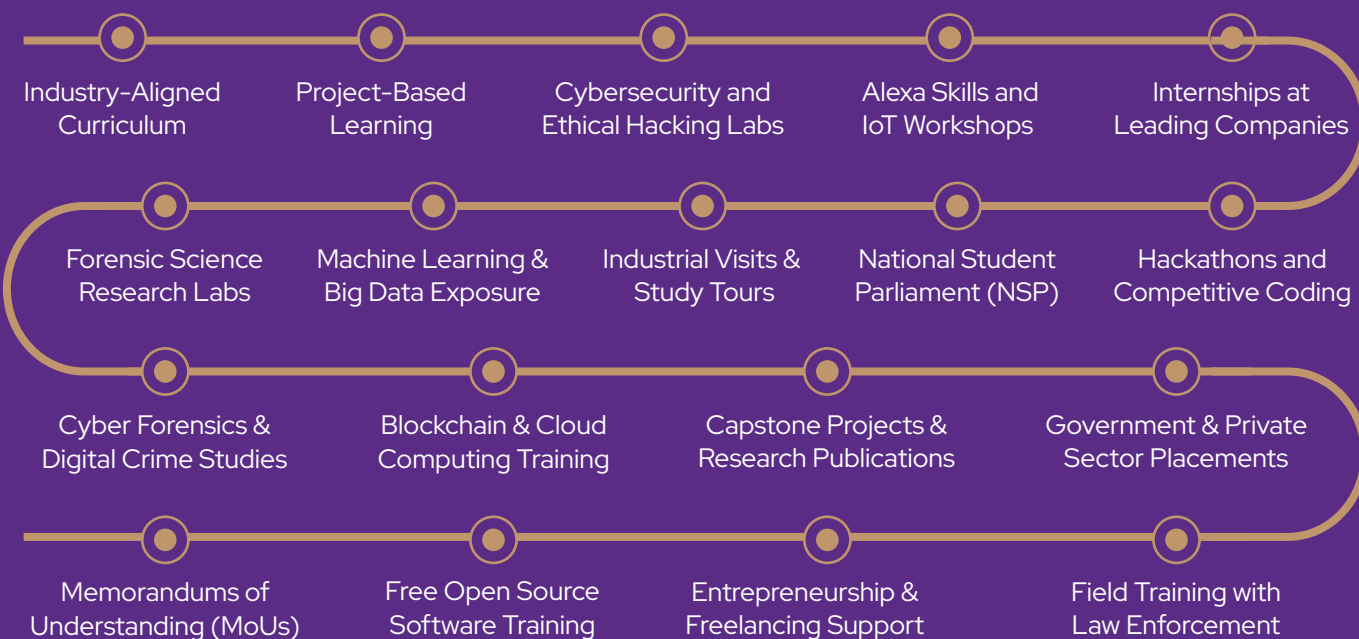 Industry-Aligned
Curriculum
Project-Based
Learning
Cybersecurity and
Ethical Hacking Labs
Alexa Skills and
IoT Workshops
Internships at
Leading Companies
Forensic Science
Research Labs
Machine Learning &
Big Data Exposure
Industrial Visits &
Study Tours
National Student
Parliament (NSP)
Hackathons and
Competitive Coding
Cyber Forensics &
Digital Crime Studies
Blockchain & Cloud
Computing Training
Capstone Projects &
Research Publications
Government & Private
Sector Placements
Memorandums of
Understanding (MoUs)
Free Open Source
Software Training
Entrepreneurship &
Freelancing Support
Field Training with
Law Enforcement